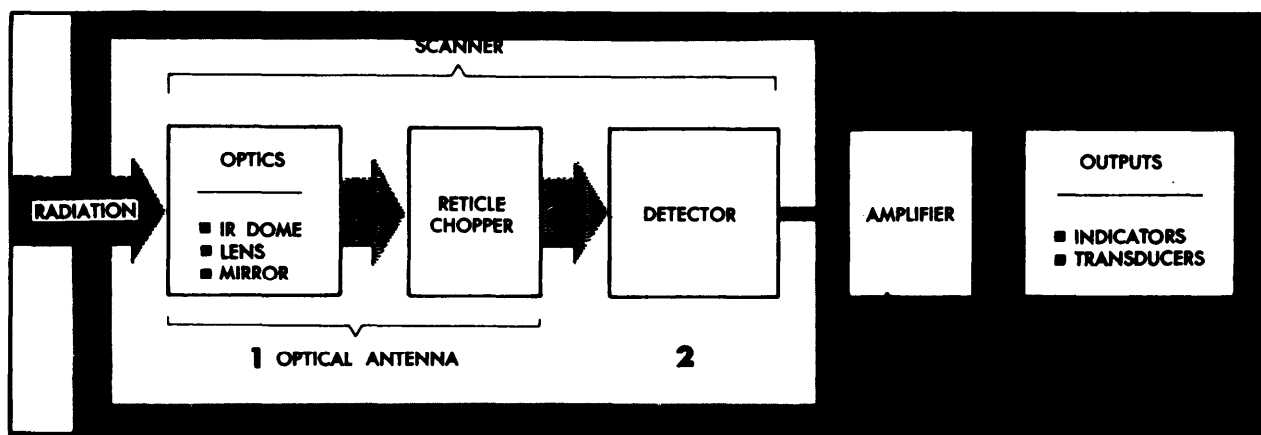 SCANNER
RADIATION
OPTICS
■ IR DOME
■ LENS
■ MIRROR
RETICLE
CHOPPER
DETECTOR
AMPLIFIER
OUTPUTS
■ INDICATORS
■ TRANSDUCERS
1 OPTICAL ANTENNA
2